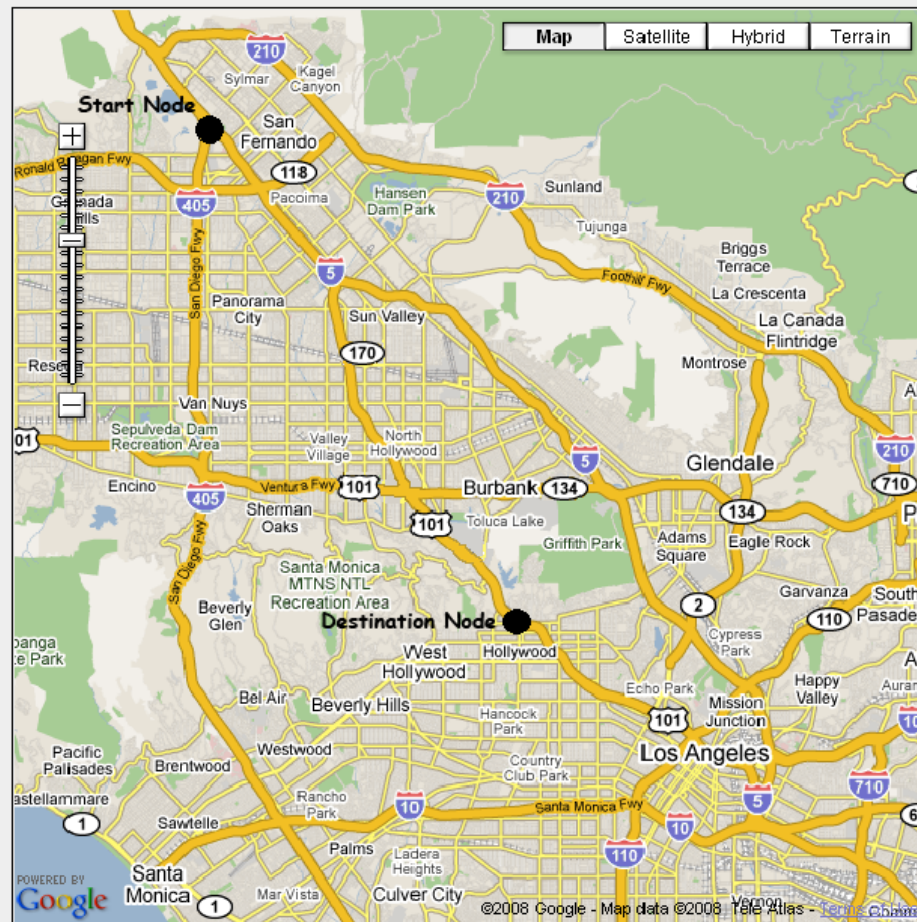 Map
Satellite
Hybrid
Terrain
210
Sylmar
Kagel
Canyon
Start Node
San
Fernando
Ronald Reagan Fwy
118
405
Pacoima
Hansen
Dam Park
210
Sunland
Tujunga
San Diego Fwy
5
Panorama
City
Sun Valley
Foothill Fwy
Briggs
Terrace
La Crescenta
La Canada
Flintridge
170
Montrose
Van Nuys
Sepulveda Dam
Recreation Area
Valley
Village
North
Hollywood
5
Glendale
210
710
Encino
405
Ventura Fwy
101
Burbank
134
Sherman
Oaks
101
Toluca Lake
134
Griffith Park
Adams
Square
Eagle Rock
San Diego Fwy
Santa Monica
MTNS NTL
Recreation Area
Beverly
Glen
Destination Node
2
Garvanza
110
South
Cypress
Park
West
Hollywood
Hollywood
Bel Air
Beverly Hills
Echo Park
Happy
Valley
Hancock
Park
101
Mission
Junction
Los Angeles
10
Pacific
Palisades
Brentwood
Westwood
Country
Club Park
710
5
Rancho
Park
10
Santa Monica Fwy
10
1
Sawtelle
Palms
Ladera
Heights
110
Santa
Monica
1
Mar Vista
Culver City
Vernon
POWERED BY
Google
©2008 Google - Map data ©2008 Tele Atlas -